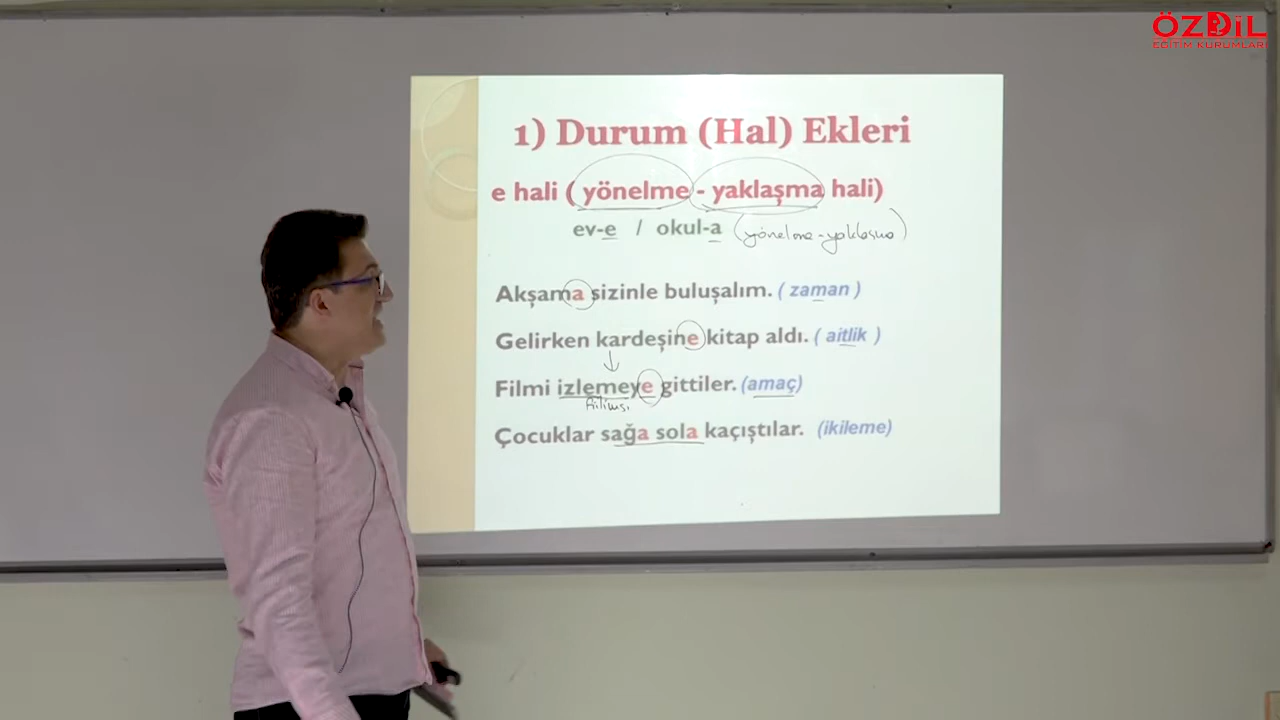 ÖZDİL
EĞİTİM KURUMLARI
1) Durum (Hal) Ekleri
e hali ( yönelme - yaklaşma hali)
ev-e / okul-a (yönelme-yaklaşma)
Akşama sizinle buluşalım. ( zaman )
Gelirken kardeşine kitap aldı. ( aitlik )
Filmi izlemeye gittiler. (amaç)
Çocuklar sağa sola kaçıştılar. (ikileme)